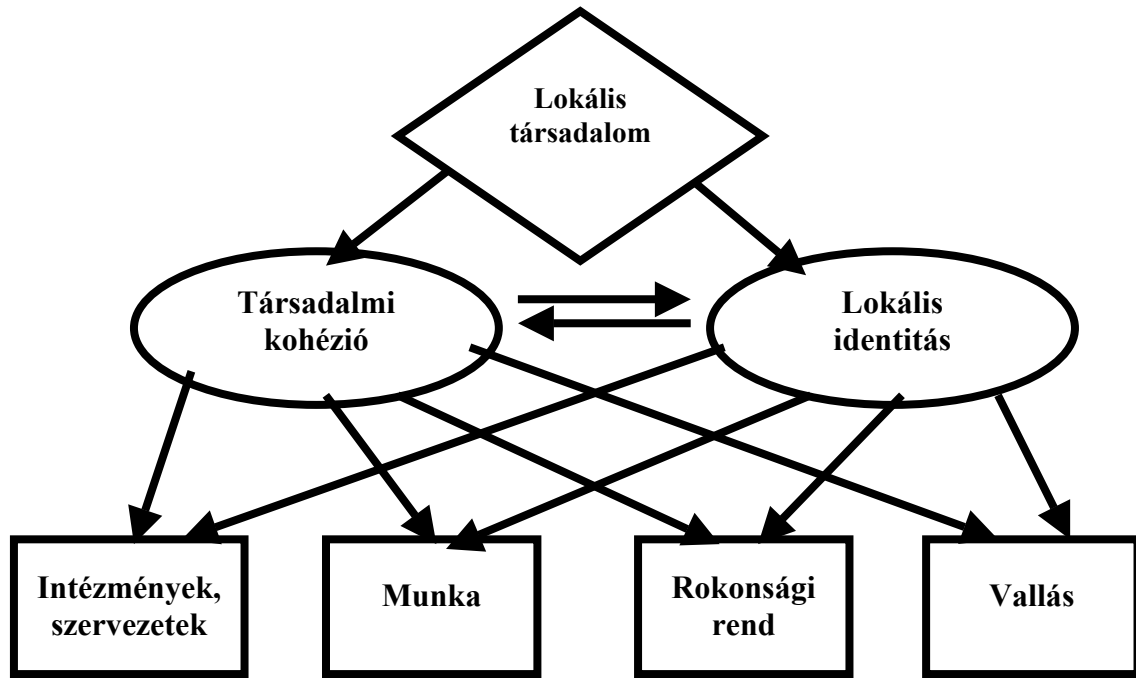 Lokális
társadalom
Társadalmi
kohézió
Lokális
identitás
Intézmények,
szervezetek
Munka
Rokonsági
rend
Vallás